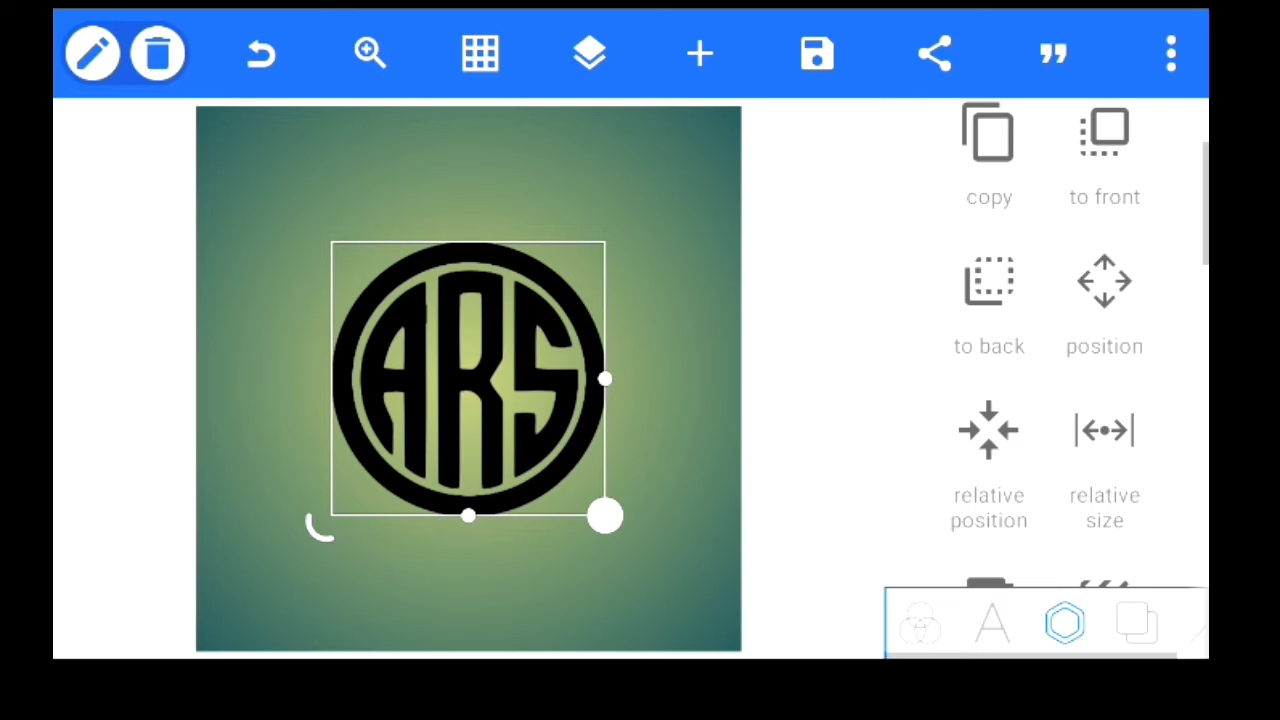 ARS
copy
to front
to back
position
relative
position
relative
size